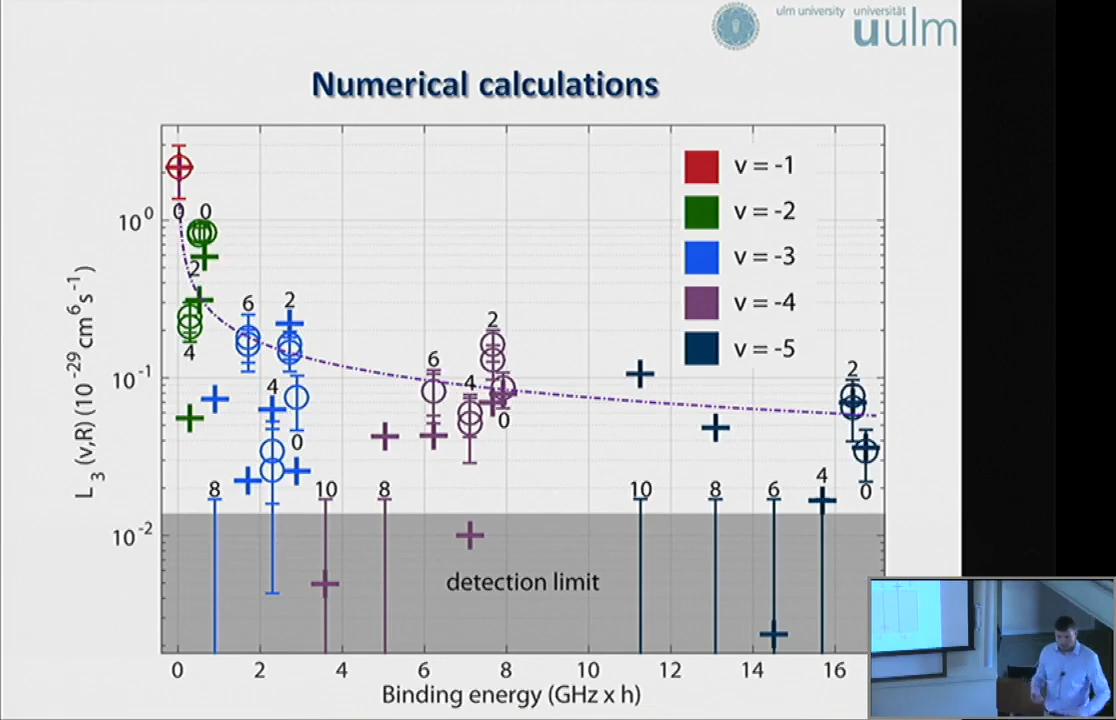 ulm university universität
uulm
Numerical calculations
v = -1
v = -2
v = -3
v = -4
v = -5
10^0
10^-1
10^-2
L_3 (v,R) (10^-29 cm^6 s^-1)
0 0
2
4
6
2
4
0
8
6
2
4
0
10
8
10
8
6
4
2
0
detection limit
0 2 4 6 8 10 12 14 16
Binding energy (GHz x h)